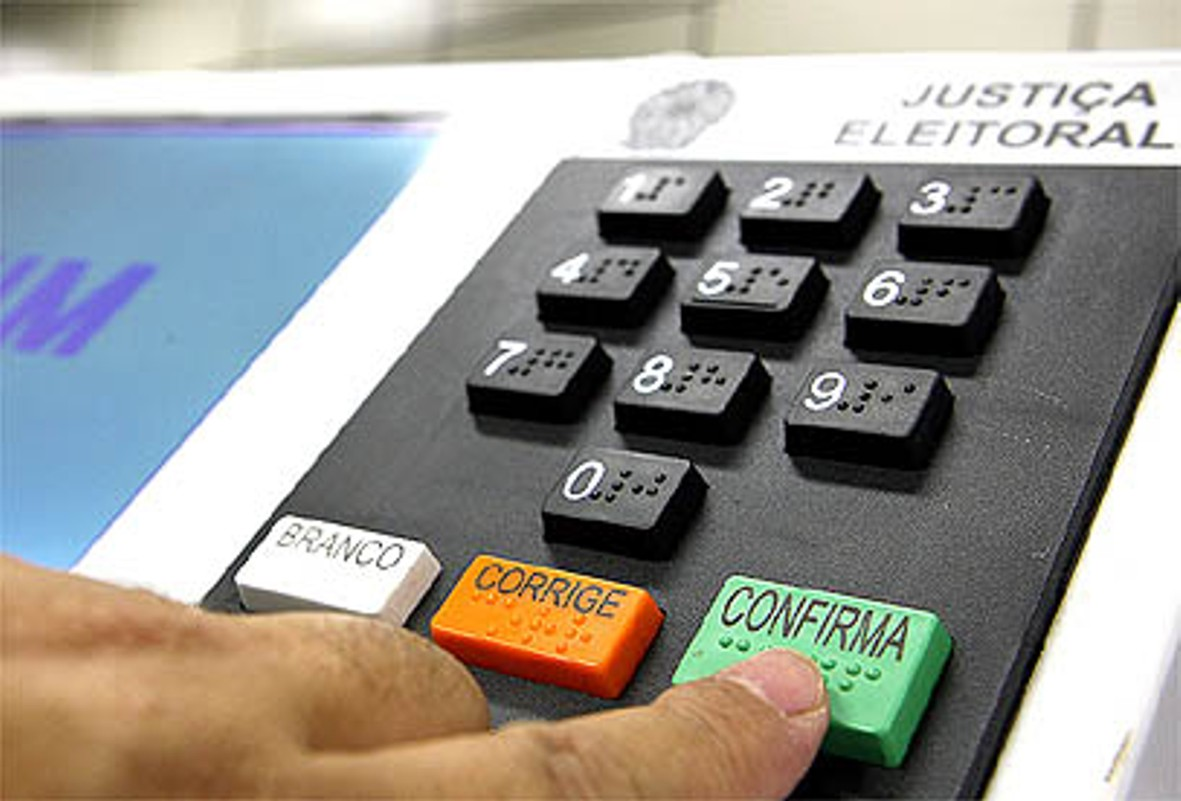 JUSTIÇA
ELEITORAL
1 2 3
4 5 6
7 8 9
0
BRANCO CORRIGE CONFIRMA